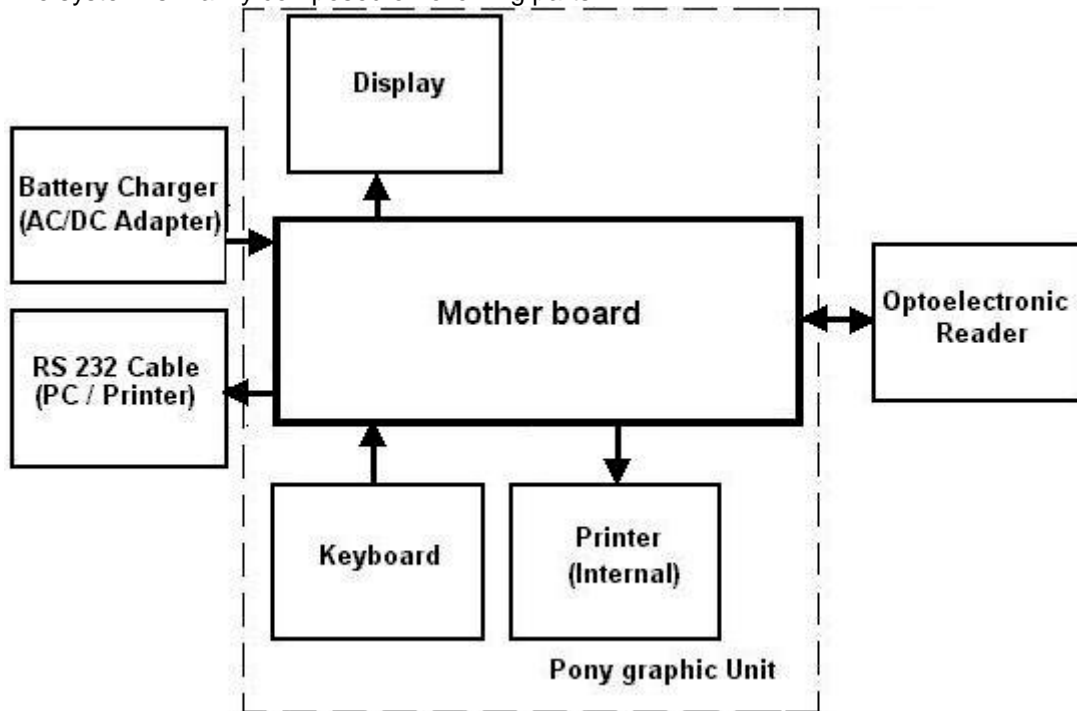 Display
Battery Charger
(AC/DC Adapter)
Mother board
Optoelectronic
Reader
RS 232 Cable
(PC / Printer)
Keyboard
Printer
(Internal)
Pony graphic Unit